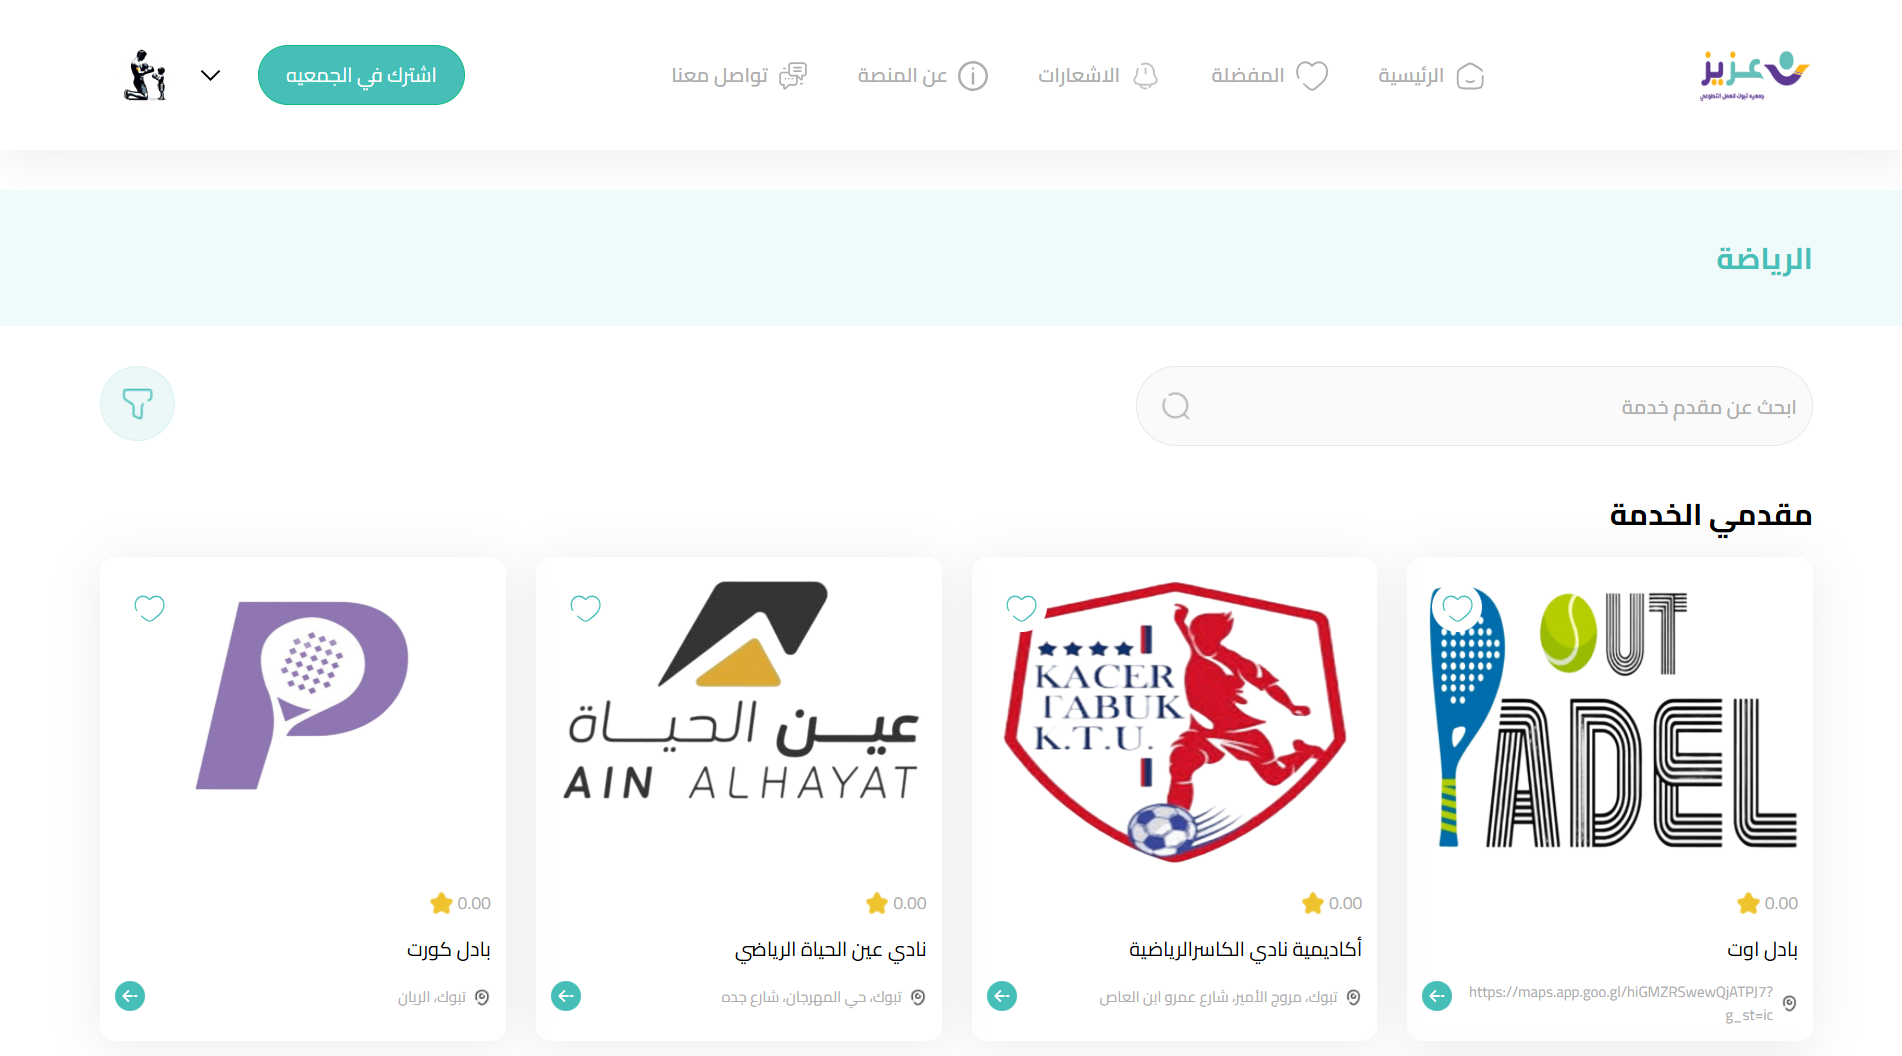 عزيز
جمعيه تبوك للعمل التطوعي
الرئيسية
المفضلة
الاشعارات
عن المنصة
تواصل معنا
اشترك في الجمعيه
الرياضة
ابحث عن مقدم خدمة
مقدمي الخدمة
OUT
PADEL
0.00
بادل اوت
https://maps.app.goo.gl/hiGMZRSwewQjATPJ7?
g_st=ic
KACER
TABUK
K.T.U.
0.00
أكاديمية نادي الكاسرالرياضية
تبوك، مروج الأمير، شارع عمرو ابن العاص
عين الحياة
AIN ALHAYAT
0.00
نادي عين الحياة الرياضي
تبوك، حي المهرجان، شارع جده
P
0.00
بادل كورت
تبوك، الريان